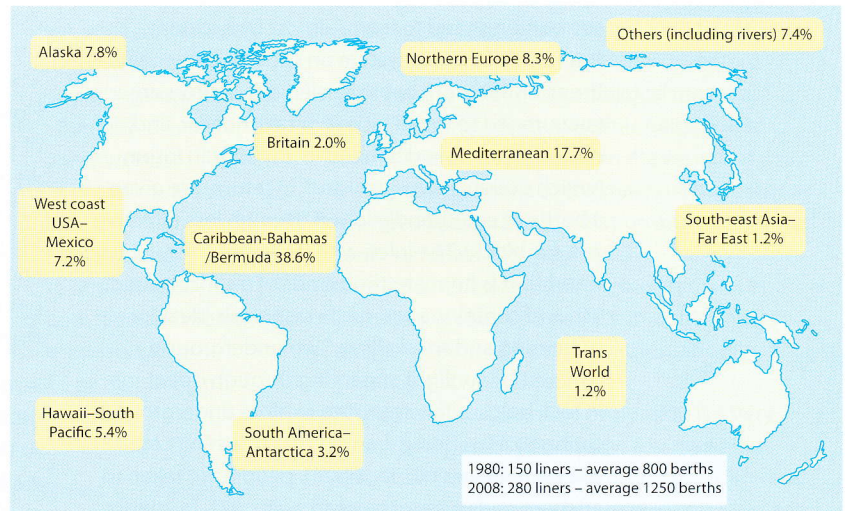 Others (including rivers) 7.4%
Alaska 7.8%
Northern Europe 8.3%
Britain 2.0%
Mediterranean 17.7%
West coast
USA–
Mexico
7.2%
Caribbean-Bahamas
/Bermuda 38.6%
South-east Asia–
Far East 1.2%
Trans
World
1.2%
Hawaii–South
Pacific 5.4%
South America–
Antarctica 3.2%
1980: 150 liners – average 800 berths
2008: 280 liners – average 1250 berths